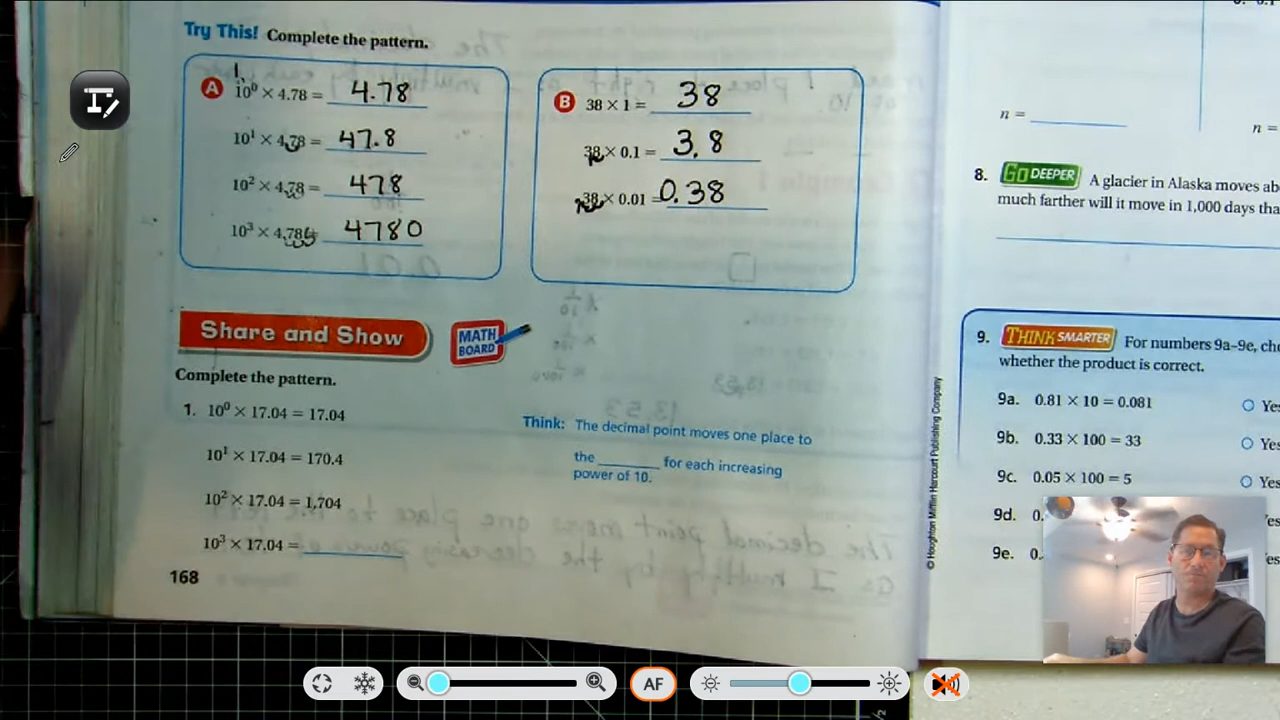 Try This! Complete the pattern.
A 10⁰ × 4.78 = 4.78
1.
10¹ × 4.78 = 47.8
10² × 4.78 = 478
10³ × 4.78 = 4780
B 38 × 1 = 38
38 × 0.1 = 3.8
38 × 0.01 = 0.38
Share and Show
MATH BOARD
Complete the pattern.
1. 10⁰ × 17.04 = 17.04
10¹ × 17.04 = 170.4
10² × 17.04 = 1,704
10³ × 17.04 =
Think: The decimal point moves one place to
the ______ for each increasing
power of 10.
168
© Houghton Mifflin Harcourt Publishing Company
n =
n =
8. GO DEEPER A glacier in Alaska moves ab
much farther will it move in 1,000 days tha
9. THINK SMARTER For numbers 9a–9e, cho
whether the product is correct.
9a. 0.81 × 10 = 0.081 Yes
9b. 0.33 × 100 = 33 Yes
9c. 0.05 × 100 = 5 Yes
9d. 0.
9e. 0.
AF